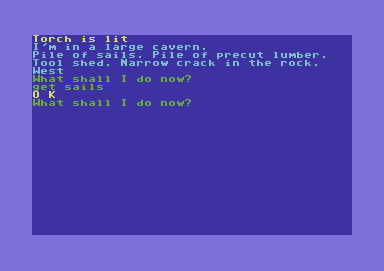 Torch is lit
I'm in a large cavern.
Pile of sails. Pile of precut lumber.
Tool shed. Narrow crack in the rock.
West
What shall I do now?
get sails
O K
What shall I do now?